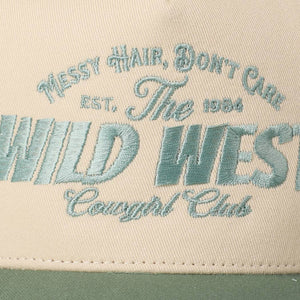 MESSY HAIR, DON'T CARE
EST. The 1984
WILD WES
Cowgirl Club